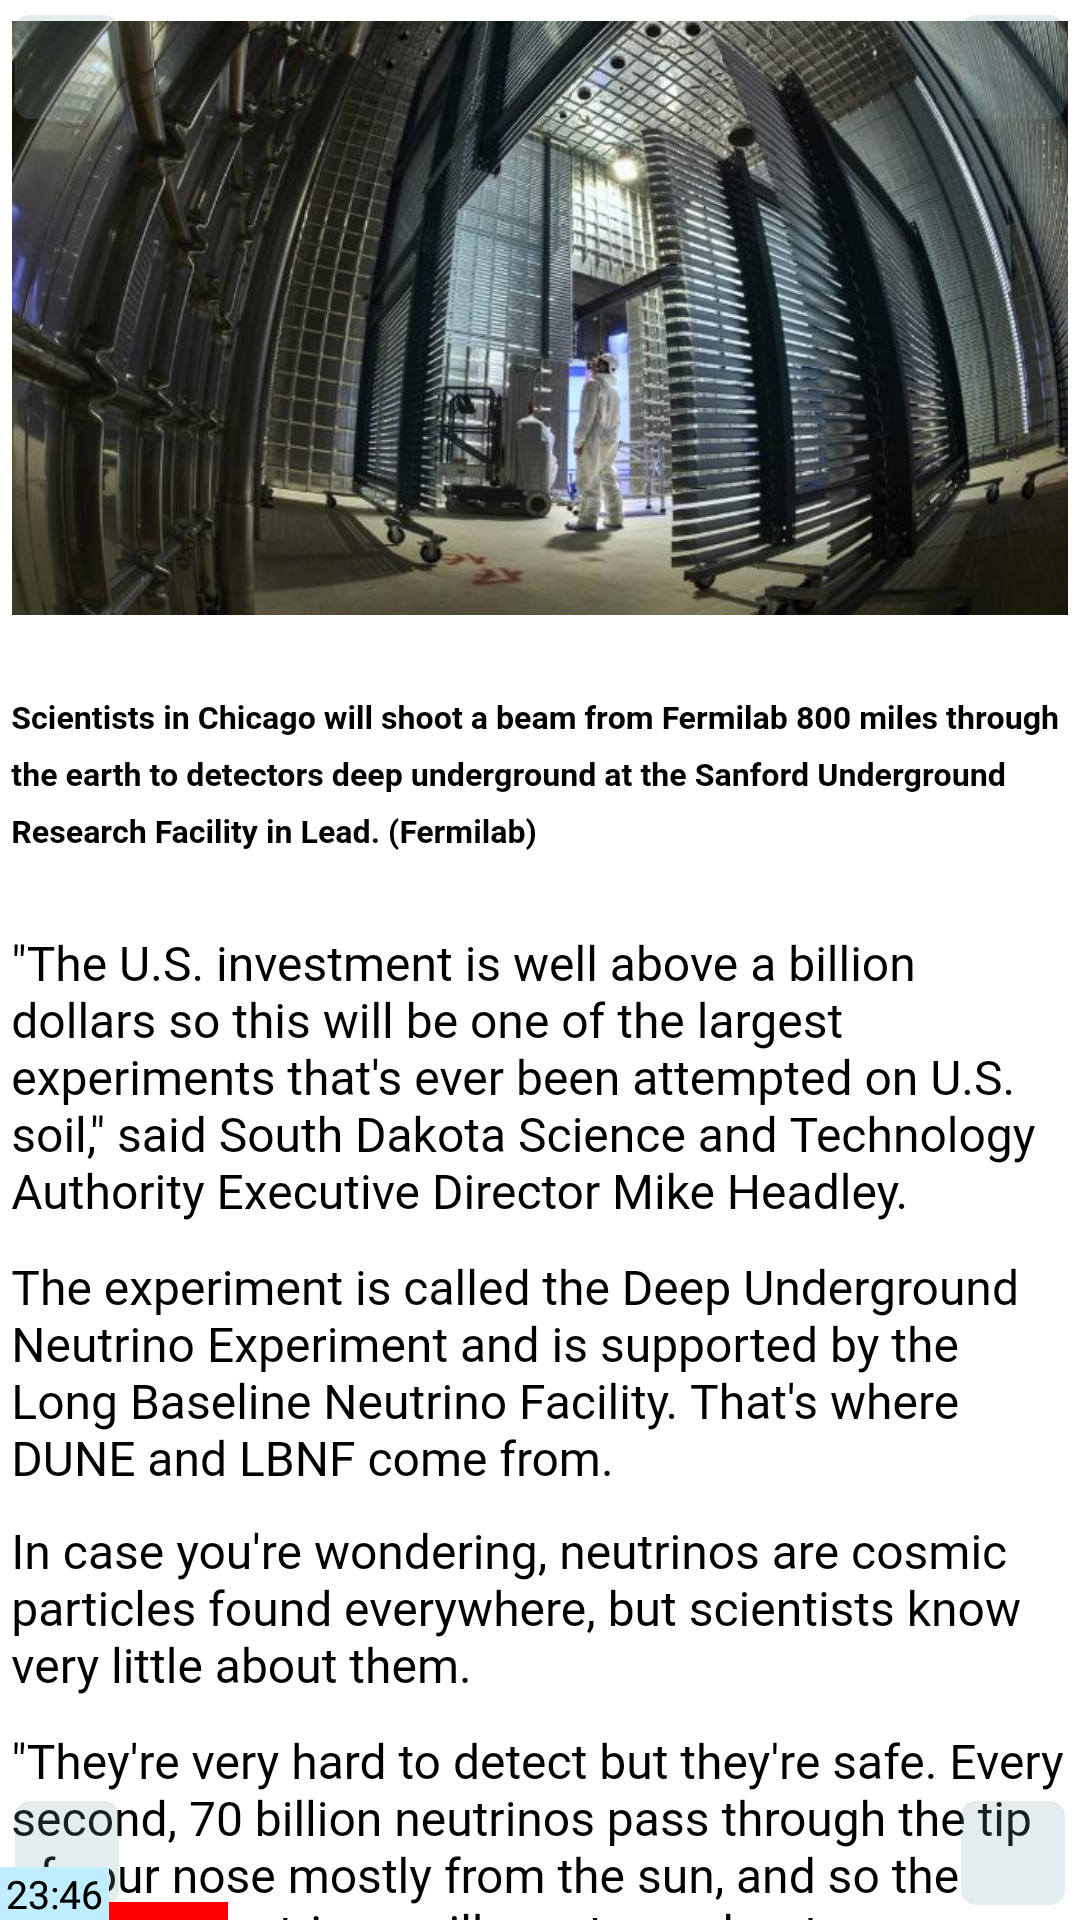 Scientists in Chicago will shoot a beam from Fermilab 800 miles through
the earth to detectors deep underground at the Sanford Underground
Research Facility in Lead. (Fermilab)
"The U.S. investment is well above a billion
dollars so this will be one of the largest
experiments that's ever been attempted on U.S.
soil," said South Dakota Science and Technology
Authority Executive Director Mike Headley.
The experiment is called the Deep Underground
Neutrino Experiment and is supported by the
Long Baseline Neutrino Facility. That's where
DUNE and LBNF come from.
In case you're wondering, neutrinos are cosmic
particles found everywhere, but scientists know
very little about them.
"They're very hard to detect but they're safe. Every
second, 70 billion neutrinos pass through the tip
nose mostly from the sun, and so the
23:46